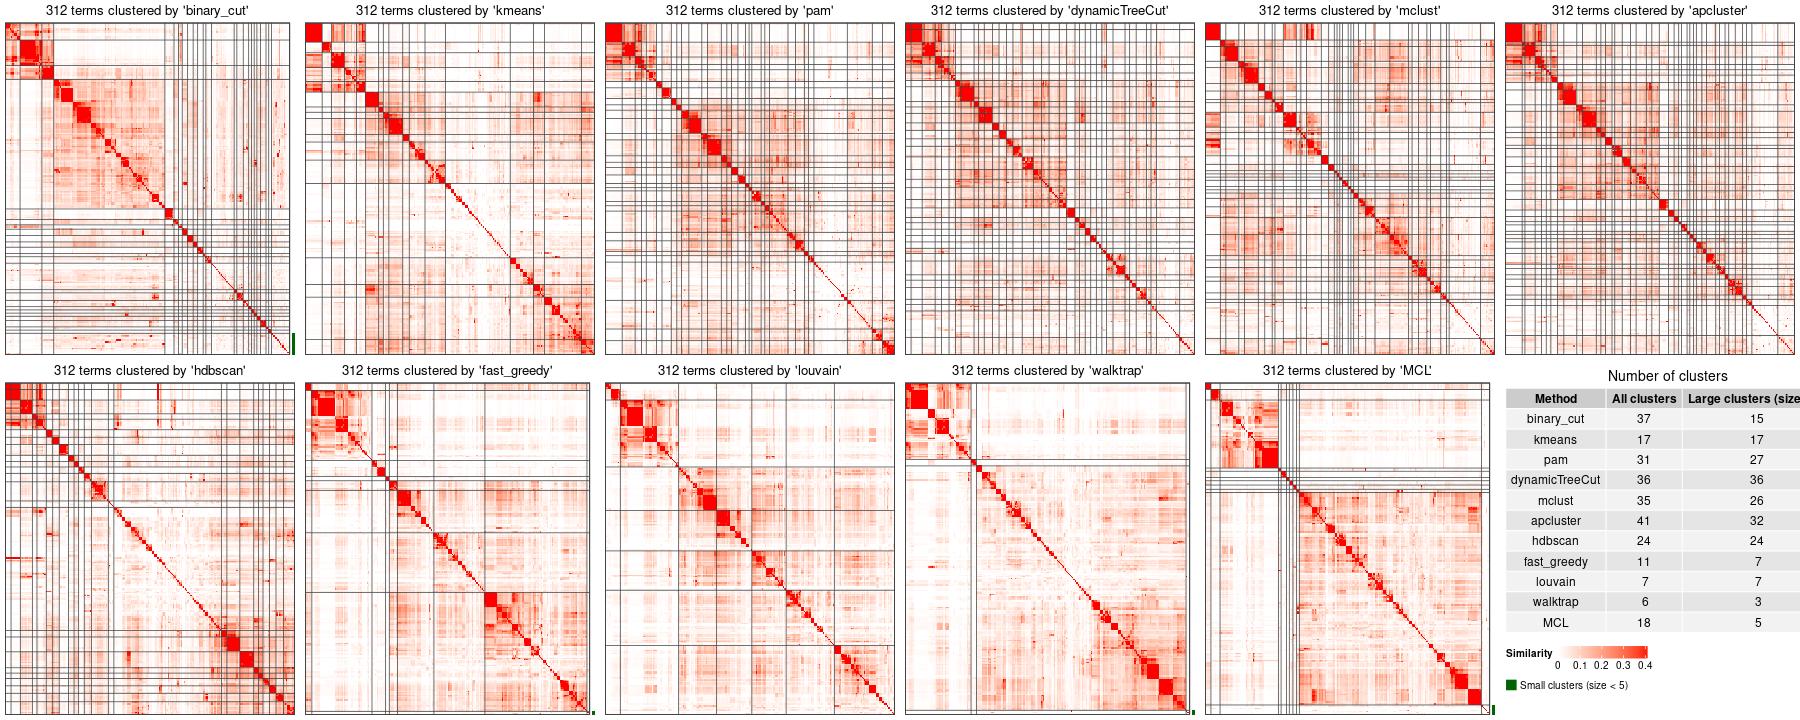 312 terms clustered by 'binary_cut'
312 terms clustered by 'kmeans'
312 terms clustered by 'pam'
312 terms clustered by 'dynamicTreeCut'
312 terms clustered by 'mclust'
312 terms clustered by 'apcluster'
312 terms clustered by 'hdbscan'
312 terms clustered by 'fast_greedy'
312 terms clustered by 'louvain'
312 terms clustered by 'walktrap'
312 terms clustered by 'MCL'
Number of clusters
Method All clusters Large clusters (size
binary_cut 37 15
kmeans 17 17
pam 31 27
dynamicTreeCut 36 36
mclust 35 26
apcluster 41 32
hdbscan 24 24
fast_greedy 11 7
louvain 7 7
walktrap 6 3
MCL 18 5
Similarity
0 0.1 0.2 0.3 0.4
Small clusters (size < 5)